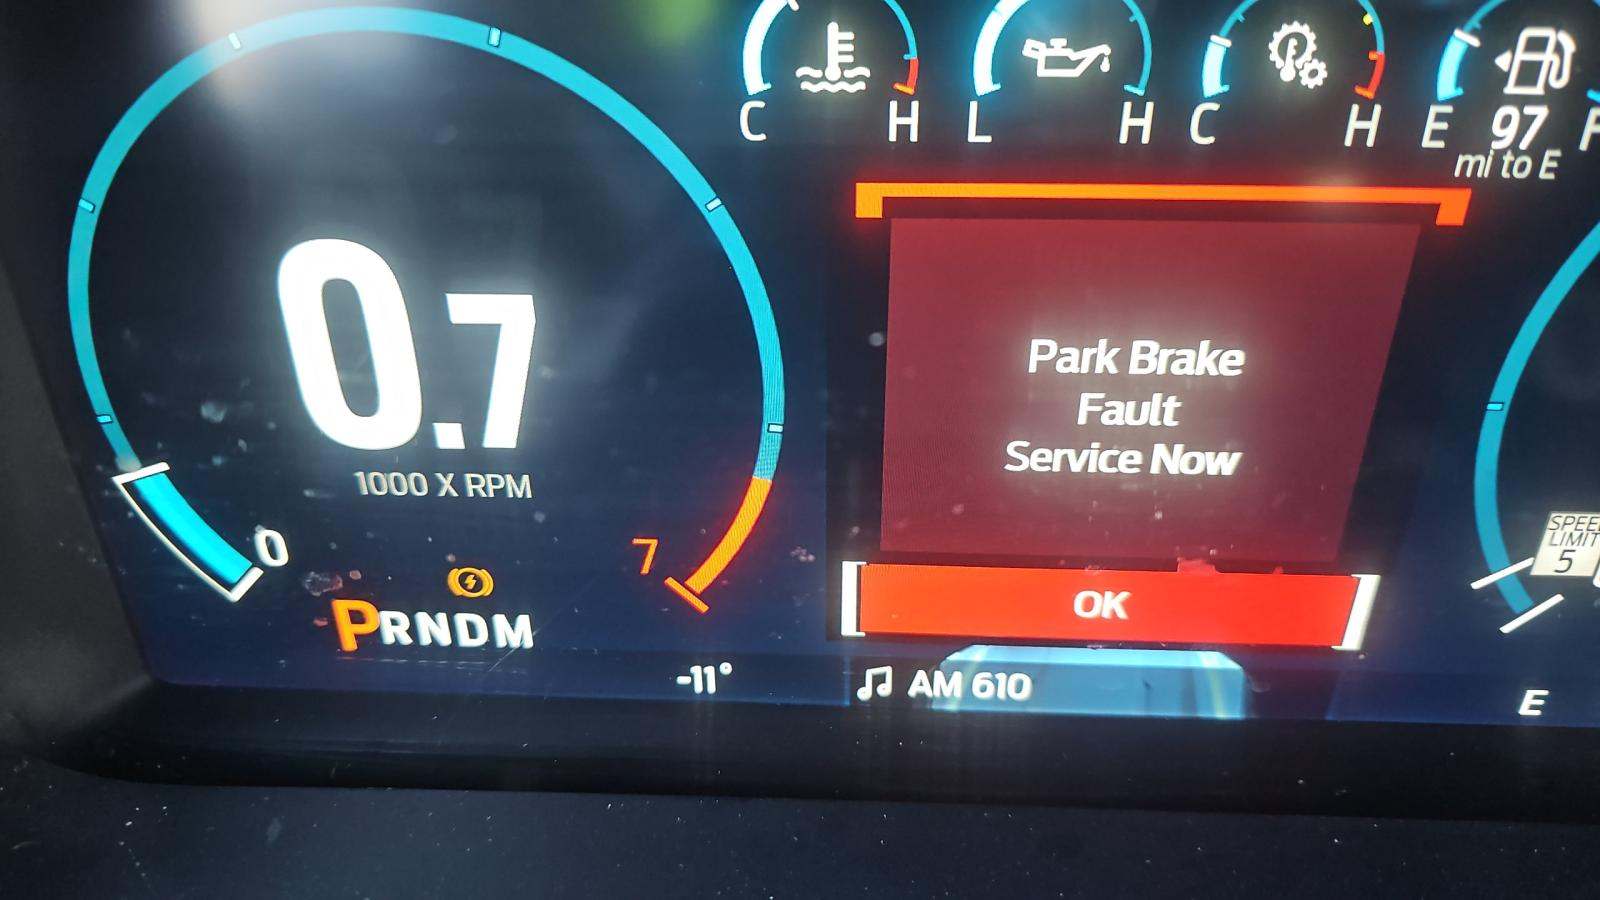 C H L H C H E 97 F
mi to E
0.7
1000 X RPM
0 7
PRNDM
-11°
Park Brake
Fault
Service Now
OK
AM 610
SPEE
LIMIT
5
E